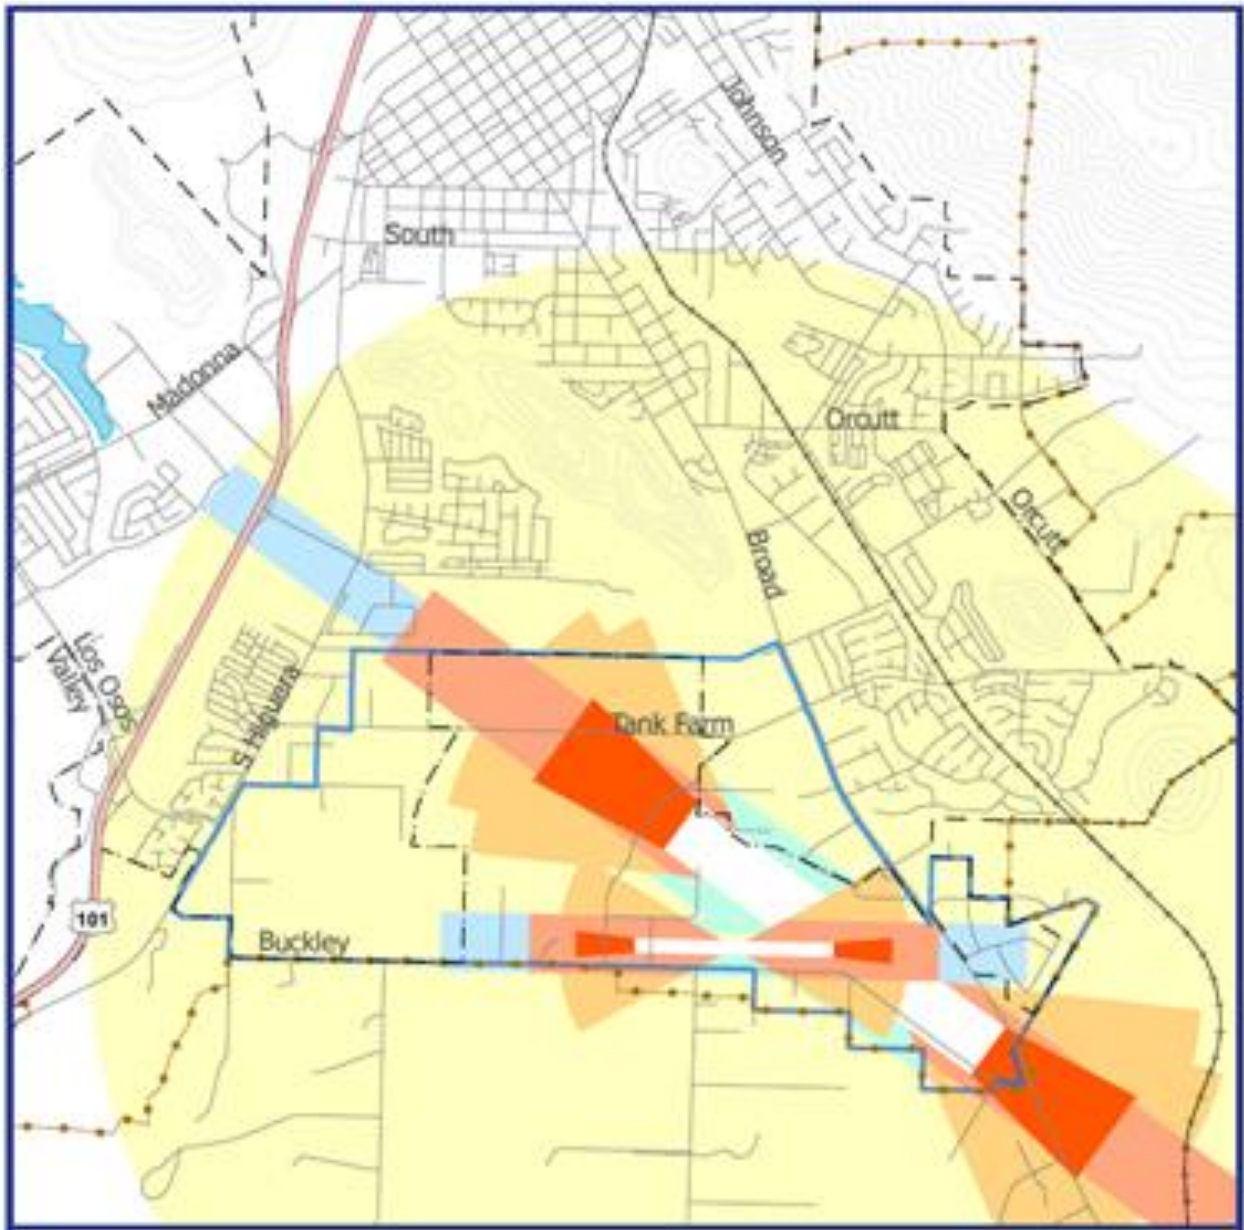 Johnson
South
Madonna
Orcutt
Orcutt
Broad
Los Osos
Valley
S Higuera
Tank Farm
101
Buckley